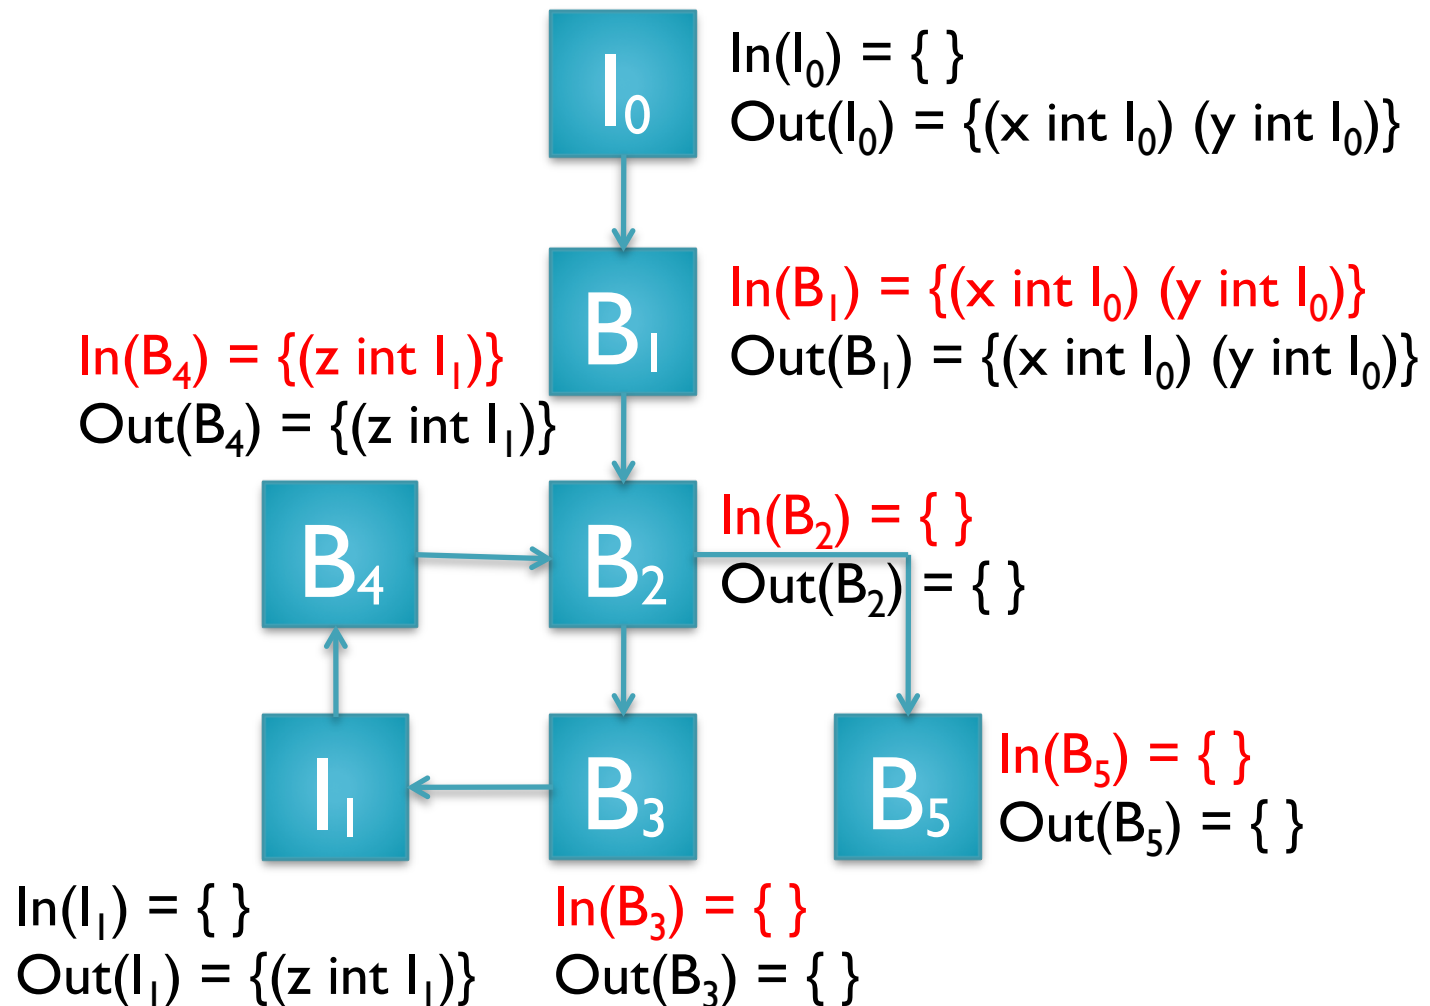 I₀
In(I₀) = { }
Out(I₀) = {(x int I₀) (y int I₀)}
B₁
In(B₁) = {(x int I₀) (y int I₀)}
Out(B₁) = {(x int I₀) (y int I₀)}
In(B₄) = {(z int I₁)}
Out(B₄) = {(z int I₁)}
B₄
B₂
In(B₂) = { }
Out(B₂) = { }
I₁
B₃
B₅
In(B₅) = { }
Out(B₅) = { }
In(I₁) = { }
Out(I₁) = {(z int I₁)}
In(B₃) = { }
Out(B₃) = { }